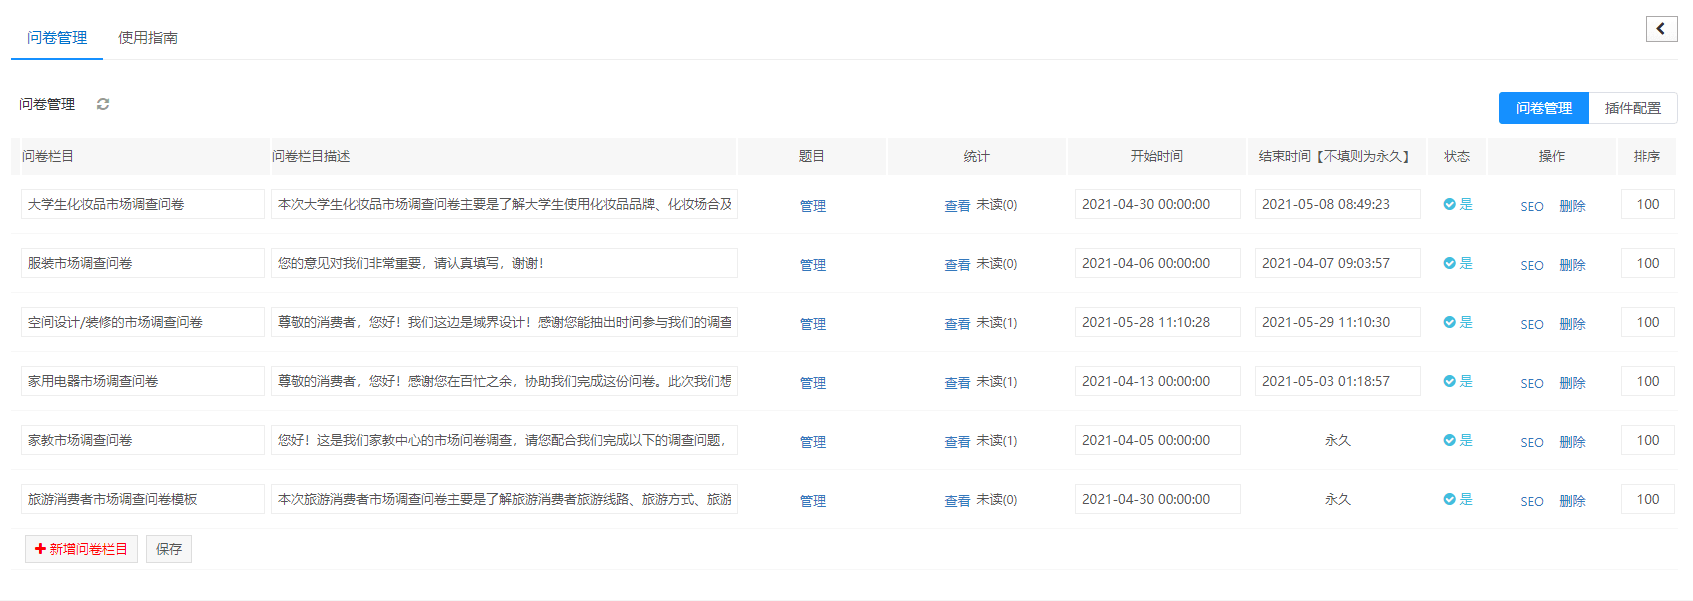 问卷管理 使用指南
问卷管理
问卷管理 插件配置
问卷栏目 问卷栏目描述 题目 统计 开始时间 结束时间【不填则为永久】 状态 操作 排序
大学生化妆品市场调查问卷 本次大学生化妆品市场调查问卷主要是了解大学生使用化妆品品牌、化妆场合及 管理 查看 未读(0) 2021-04-30 00:00:00 2021-05-08 08:49:23 是 SEO 删除 100
服装市场调查问卷 您的意见对我们非常重要，请认真填写，谢谢！ 管理 查看 未读(0) 2021-04-06 00:00:00 2021-04-07 09:03:57 是 SEO 删除 100
空间设计/装修的市场调查问卷 尊敬的消费者，您好！我们这边是域界设计！感谢您能抽出时间参与我们的调查 管理 查看 未读(1) 2021-05-28 11:10:28 2021-05-29 11:10:30 是 SEO 删除 100
家用电器市场调查问卷 尊敬的消费者，您好！感谢您在百忙之余，协助我们完成这份问卷。此次我们想 管理 查看 未读(1) 2021-04-13 00:00:00 2021-05-03 01:18:57 是 SEO 删除 100
家教市场调查问卷 您好！这是我们家教中心的市场问卷调查，请您配合我们完成以下的调查问题， 管理 查看 未读(1) 2021-04-05 00:00:00 永久 是 SEO 删除 100
旅游消费者市场调查问卷模板 本次旅游消费者市场调查问卷主要是了解旅游消费者旅游线路、旅游方式、旅游 管理 查看 未读(0) 2021-04-30 00:00:00 永久 是 SEO 删除 100
新增问卷栏目 保存